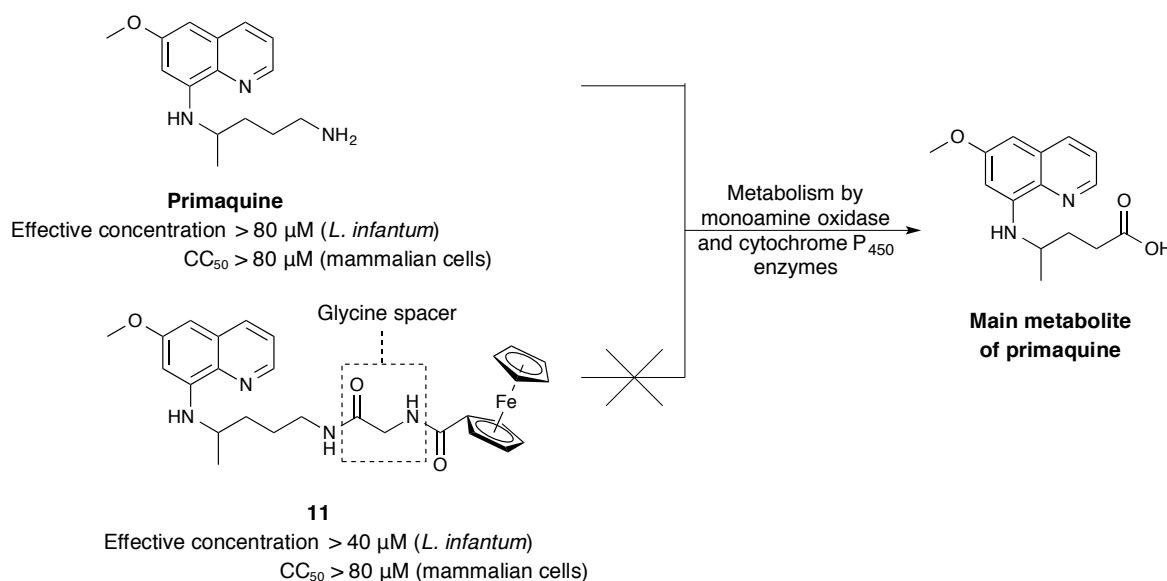 O
N
HN
NH2
Primaquine
Effective concentration > 80 µM (L. infantum)
CC50 > 80 µM (mammalian cells)
Metabolism by
monoamine oxidase
and cytochrome P450
enzymes
O
N
HN
O
OH
Main metabolite
of primaquine
Glycine spacer
O
N
HN
N
H
O
H
N
O
Fe
11
Effective concentration > 40 µM (L. infantum)
CC50 > 80 µM (mammalian cells)